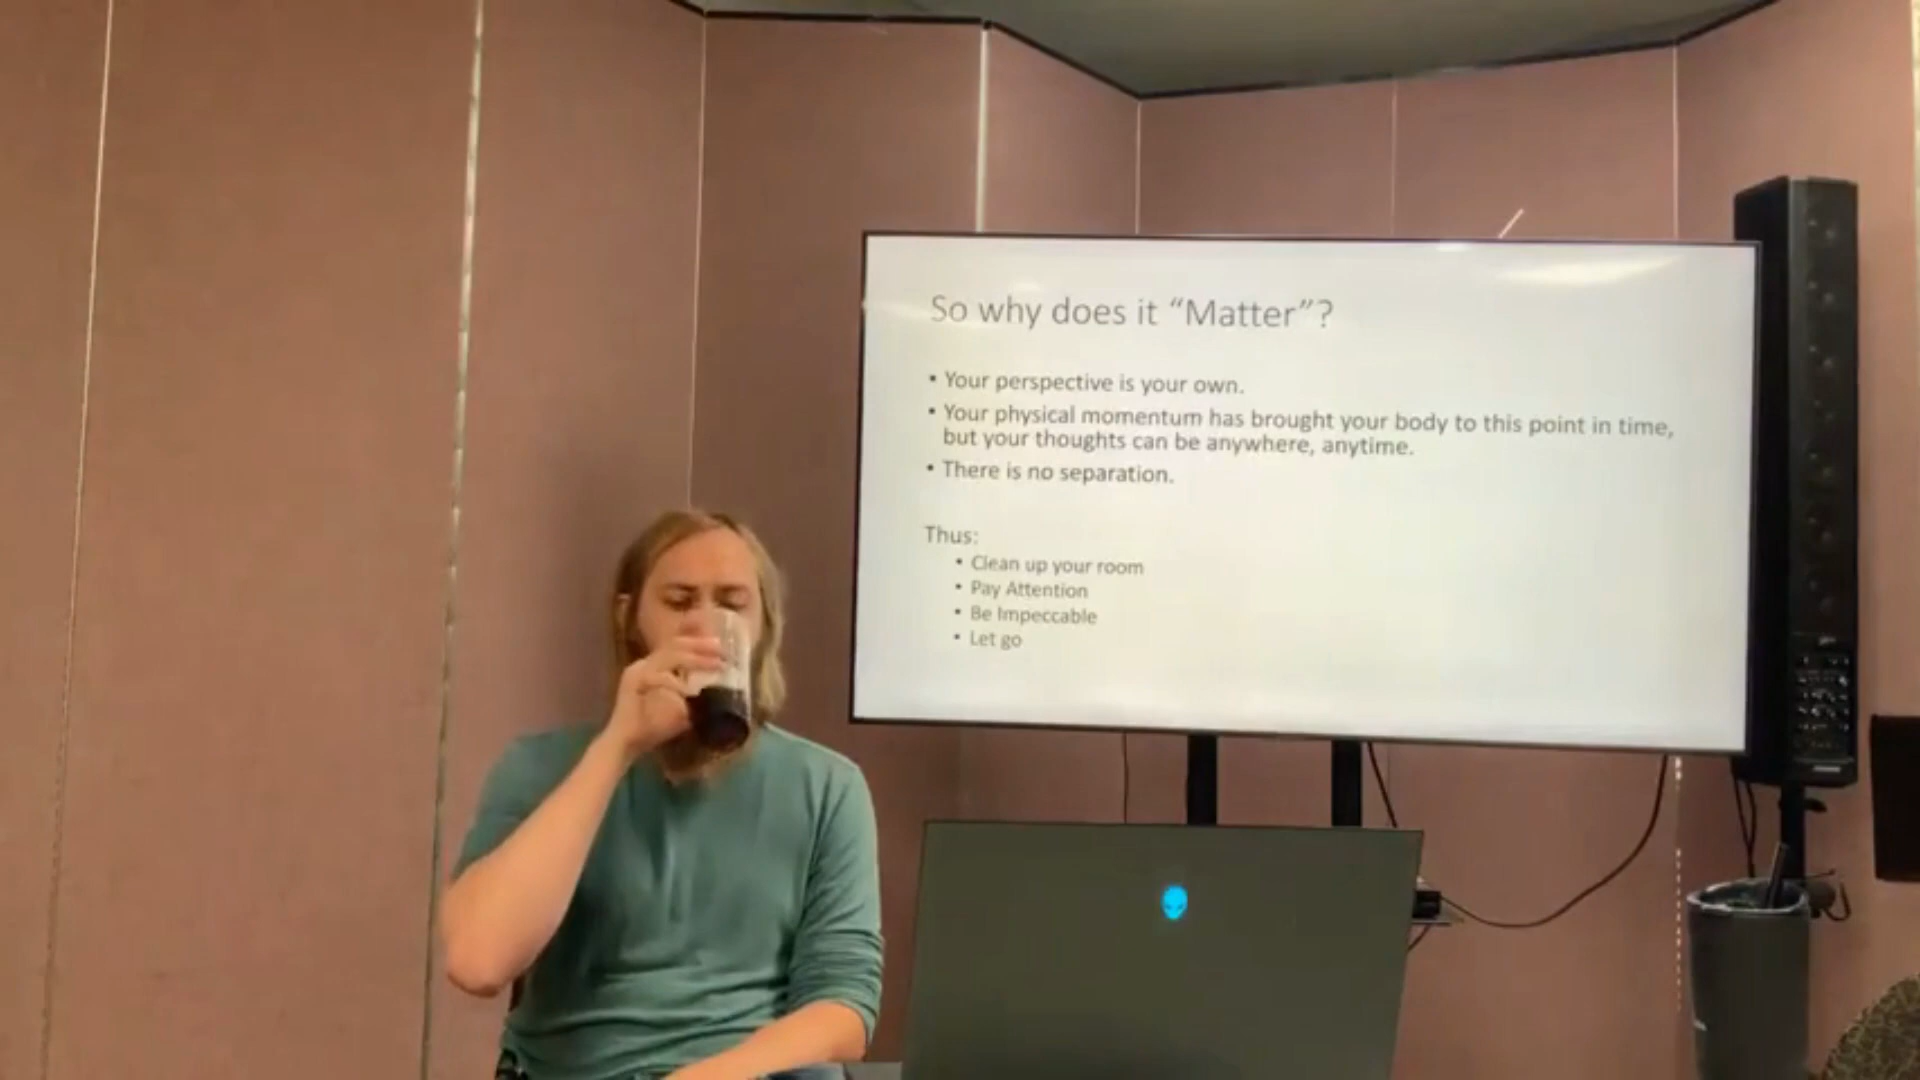 So why does it “Matter”?
• Your perspective is your own.
• Your physical momentum has brought your body to this point in time,
but your thoughts can be anywhere, anytime.
• There is no separation.
Thus:
• Clean up your room
• Pay Attention
• Be Impeccable
• Let go